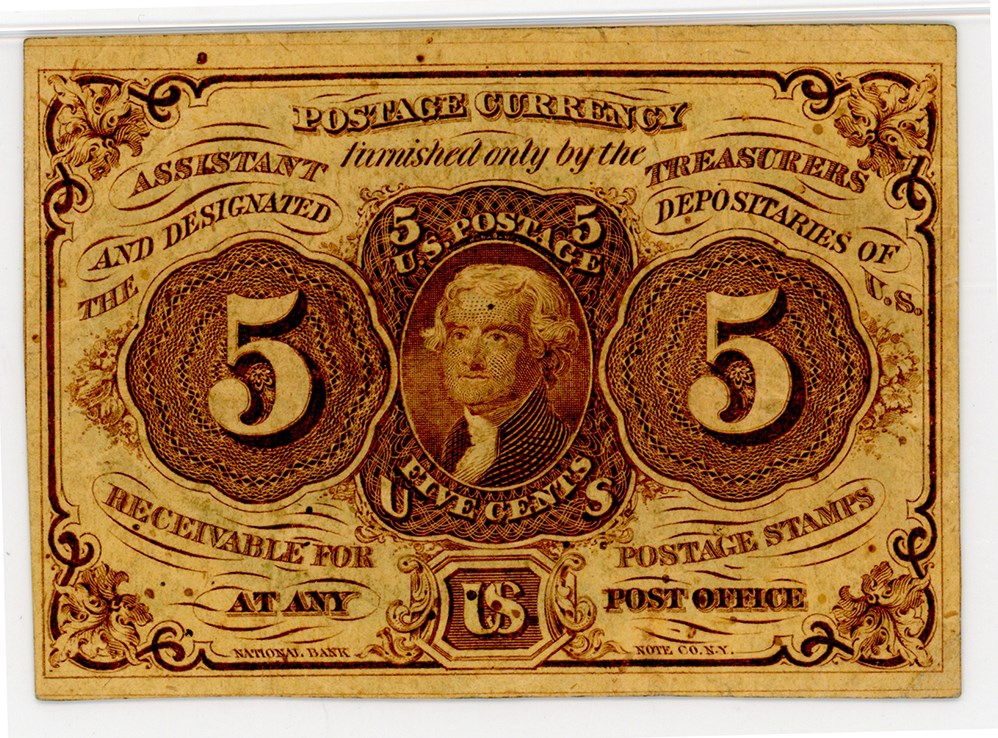 POSTAGE CURRENCY
furnished only by the
ASSISTANT TREASURERS
AND DESIGNATED DEPOSITARIES OF
THE U.S.
5 5
U.S. POSTAGE
5 5
FIVE CENTS
U S
RECEIVABLE FOR POSTAGE STAMPS
AT ANY POST OFFICE
US
NATIONAL BANK NOTE CO. N.Y.